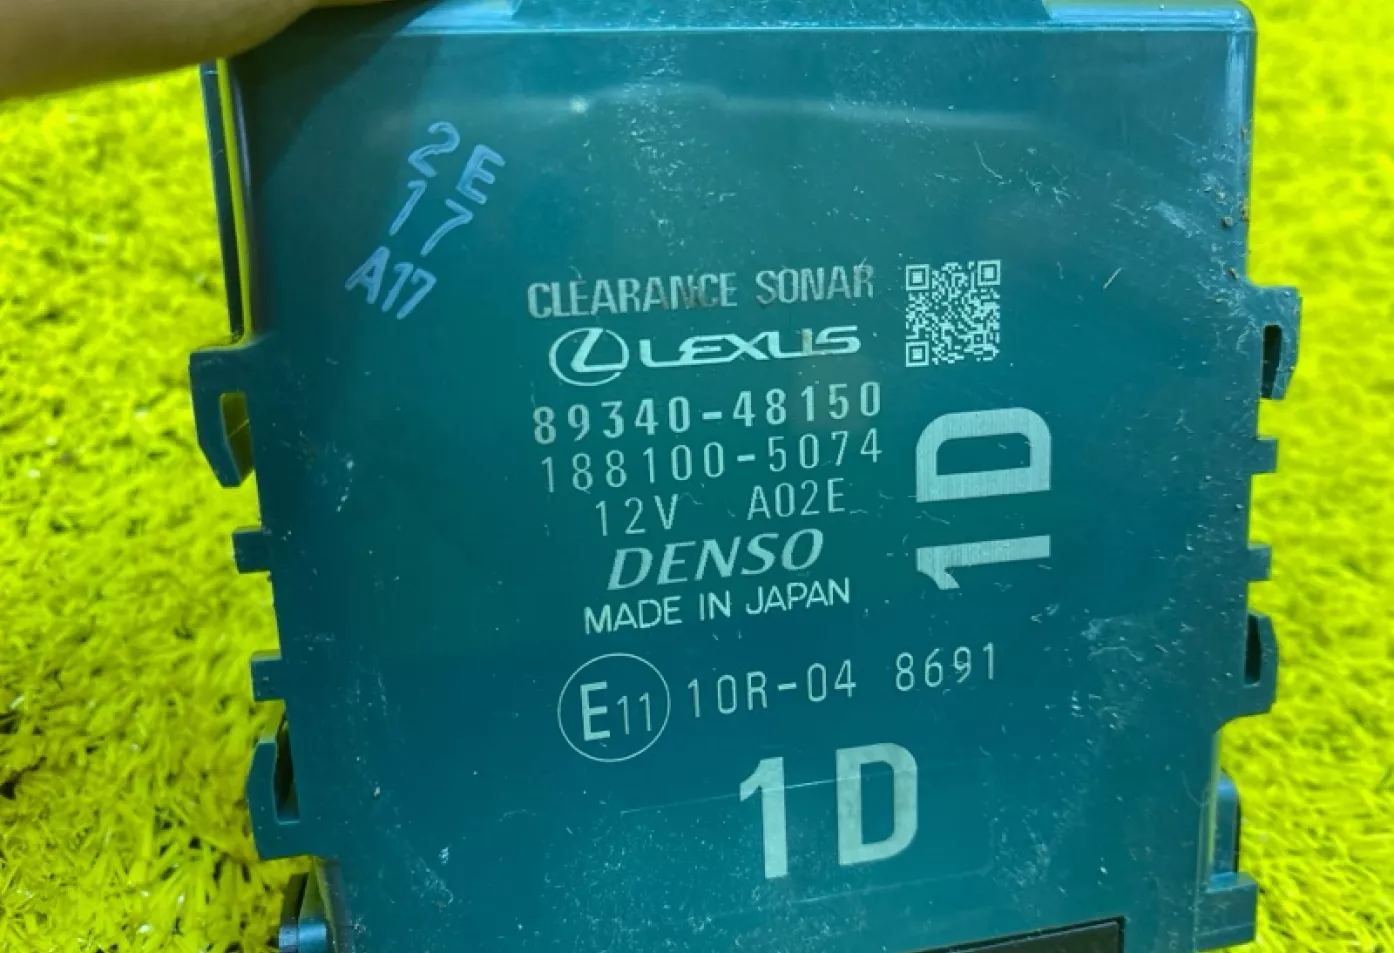 2E
17
A17
CLEARANCE SONAR
LEXUS
89340-48150
188100-5074
12V A02E
DENSO
MADE IN JAPAN
1D
E11 10R-04 8691
1D